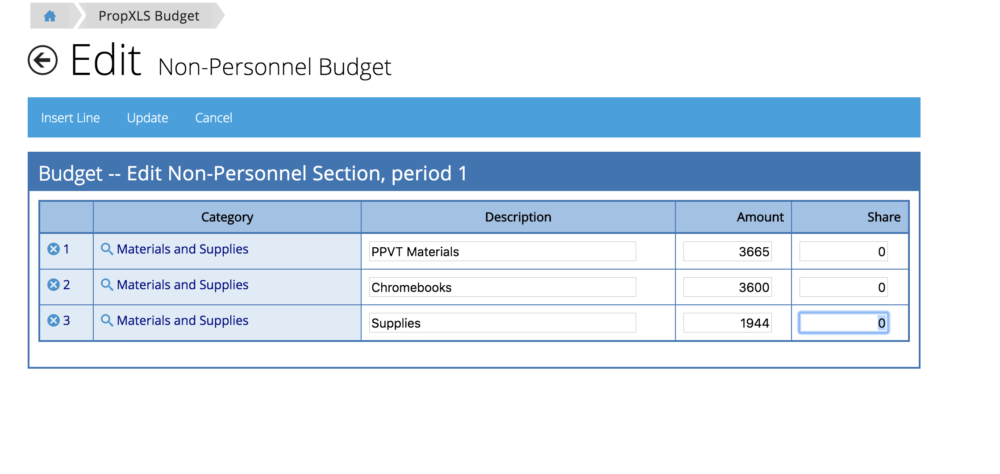 PropXLS Budget
Edit Non-Personnel Budget
Insert Line Update Cancel
Budget -- Edit Non-Personnel Section, period 1
Category Description Amount Share
1 Materials and Supplies PPVT Materials 3665 0
2 Materials and Supplies Chromebooks 3600 0
3 Materials and Supplies Supplies 1944 0